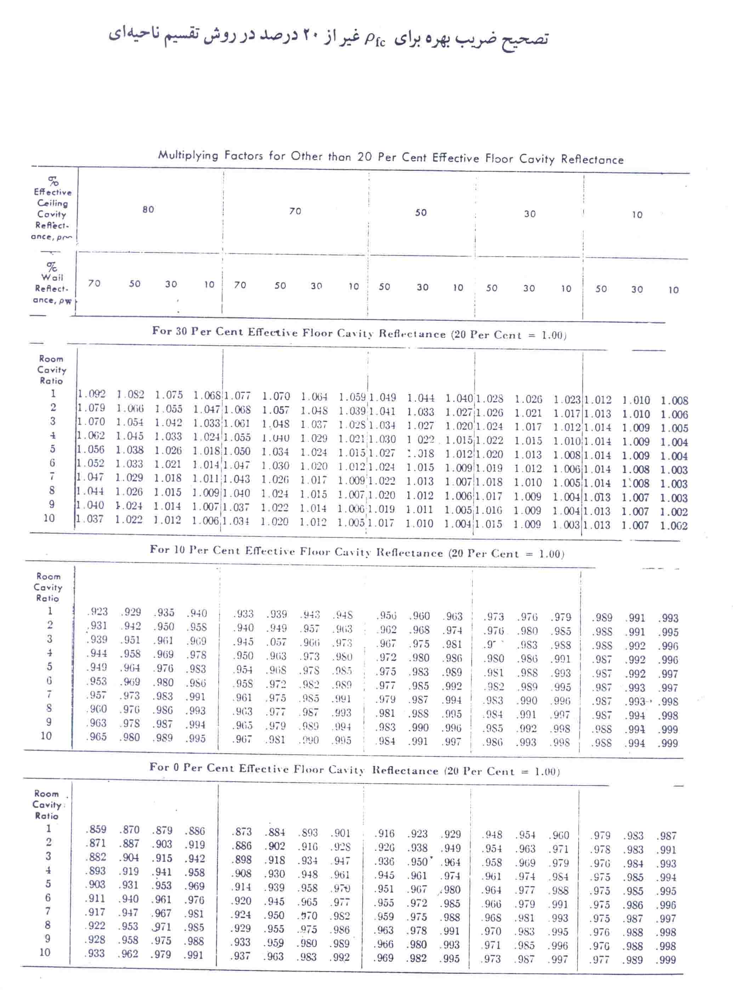 تصحیح ضریب بهره برای ρfc غیر از ۲۰ درصد در روش تقسیم ناحیه‌ای
Multiplying Factors for Other than 20 Per Cent Effective Floor Cavity Reflectance
%
Effective
Ceiling
Cavity
Reflect-
ance,
80 70 50 30 10
%
Wall
Reflect-
ance, ρw
70 50 30 10 70 50 30 10 50 30 10 50 30 10 50 30 10
For 30 Per Cent Effective Floor Cavity Reflectance (20 Per Cent = 1.00)
Room
Cavity
Ratio
1 1.092 1.082 1.075 1.068 1.077 1.070 1.064 1.059 1.049 1.044 1.040 1.028 1.026 1.023 1.012 1.010 1.008
2 1.079 1.066 1.055 1.047 1.068 1.057 1.048 1.039 1.041 1.033 1.027 1.026 1.021 1.017 1.013 1.010 1.006
3 1.070 1.054 1.042 1.033 1.061 1.048 1.037 1.028 1.034 1.027 1.020 1.024 1.017 1.012 1.014 1.009 1.005
4 1.062 1.045 1.033 1.024 1.055 1.040 1.029 1.021 1.030 1 022 1.015 1.022 1.015 1.010 1.014 1.009 1.004
5 1.056 1.038 1.026 1.018 1.050 1.034 1.024 1.015 1.027 1.018 1.012 1.020 1.013 1.008 1.014 1.009 1.004
6 1.052 1.033 1.021 1.014 1.047 1.030 1.020 1.012 1.024 1.015 1.009 1.019 1.012 1.006 1.014 1.008 1.003
7 1.047 1.029 1.018 1.011 1.043 1.026 1.017 1.009 1.022 1.013 1.007 1.018 1.010 1.005 1.014 1.008 1.003
8 1.044 1.026 1.015 1.009 1.040 1.024 1.015 1.007 1.020 1.012 1.006 1.017 1.009 1.004 1.013 1.007 1.003
9 1.040 1.024 1.014 1.007 1.037 1.022 1.014 1.006 1.019 1.011 1.005 1.016 1.009 1.004 1.013 1.007 1.002
10 1.037 1.022 1.012 1.006 1.034 1.020 1.012 1.005 1.017 1.010 1.004 1.015 1.009 1.003 1.013 1.007 1.002
For 10 Per Cent Effective Floor Cavity Reflectance (20 Per Cent = 1.00)
Room
Cavity
Ratio
1 .923 .929 .935 .940 .933 .939 .943 .948 .956 .960 .963 .973 .976 .979 .989 .991 .993
2 .931 .942 .950 .958 .940 .949 .957 .963 .962 .968 .974 .976 .980 .985 .988 .991 .995
3 .939 .951 .961 .969 .945 .057 .966 .973 .967 .975 .981 .983 .988 .988 .992 .996
4 .944 .958 .969 .978 .950 .963 .973 .980 .972 .980 .986 .980 .986 .991 .987 .992 .996
5 .949 .964 .976 .983 .954 .968 .978 .985 .975 .983 .989 .981 .988 .993 .987 .992 .997
6 .953 .969 .980 .986 .958 .972 .982 .989 .977 .985 .992 .982 .989 .995 .987 .993 .997
7 .957 .973 .983 .991 .961 .975 .985 .991 .979 .987 .994 .983 .990 .996 .987 .993 .998
8 .960 .976 .986 .993 .963 .977 .987 .993 .981 .988 .995 .984 .991 .997 .987 .994 .998
9 .963 .978 .987 .994 .965 .979 .989 .994 .983 .990 .996 .985 .992 .998 .988 .994 .999
10 .965 .980 .989 .995 .967 .981 .990 .995 .984 .991 .997 .986 .993 .998 .988 .994 .999
For 0 Per Cent Effective Floor Cavity Reflectance (20 Per Cent = 1.00)
Room
Cavity
Ratio
1 .859 .870 .879 .886 .873 .884 .893 .901 .916 .923 .929 .948 .954 .960 .979 .983 .987
2 .871 .887 .903 .919 .886 .902 .916 .928 .926 .938 .949 .954 .963 .971 .978 .983 .991
3 .882 .904 .915 .942 .898 .918 .934 .947 .936 .950 .964 .958 .969 .979 .976 .984 .993
4 .893 .919 .941 .958 .908 .930 .948 .961 .945 .961 .974 .961 .974 .984 .975 .985 .994
5 .903 .931 .953 .969 .914 .939 .958 .970 .951 .967 .980 .964 .977 .988 .975 .985 .995
6 .911 .940 .961 .976 .920 .945 .965 .977 .955 .972 .985 .966 .979 .991 .975 .986 .996
7 .917 .947 .967 .981 .924 .950 .970 .982 .959 .975 .988 .968 .981 .993 .975 .987 .997
8 .922 .953 .971 .985 .929 .955 .975 .986 .963 .978 .991 .970 .983 .995 .976 .988 .998
9 .928 .958 .975 .988 .933 .959 .980 .989 .966 .980 .993 .971 .985 .996 .976 .988 .998
10 .933 .962 .979 .991 .937 .963 .983 .992 .969 .982 .995 .973 .987 .997 .977 .989 .999